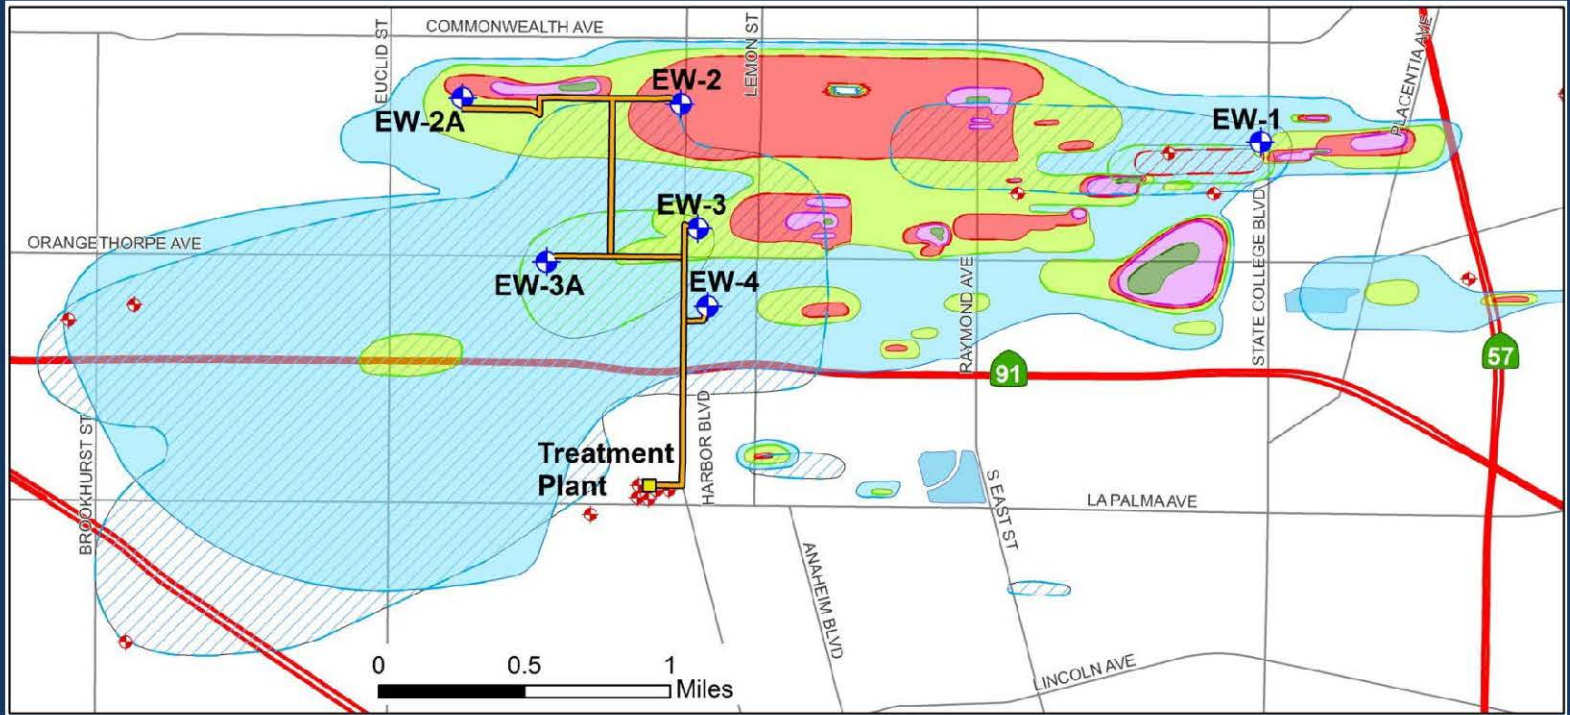 COMMONWEALTH AVE
EUCLID ST
LEMON ST
PLACENTIA AVE
EW-2
EW-2A
EW-1
EW-3
ORANGETHORPE AVE
EW-3A
EW-4
RAYMOND AVE
STATE COLLEGE BLVD
91
57
BROOKHURST ST
HARBOR BLVD
Treatment
Plant
S EAST ST
LA PALMA AVE
ANAHEIM BLVD
LINCOLN AVE
0 0.5 1
Miles